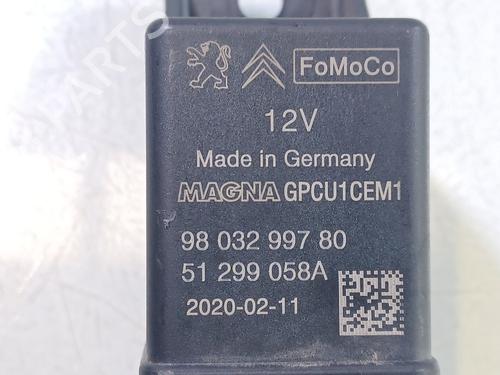 FoMoCo
12V
Made in Germany
MAGNA GPCU1CEM1
98 032 997 80
51 299 058A
2020-02-11